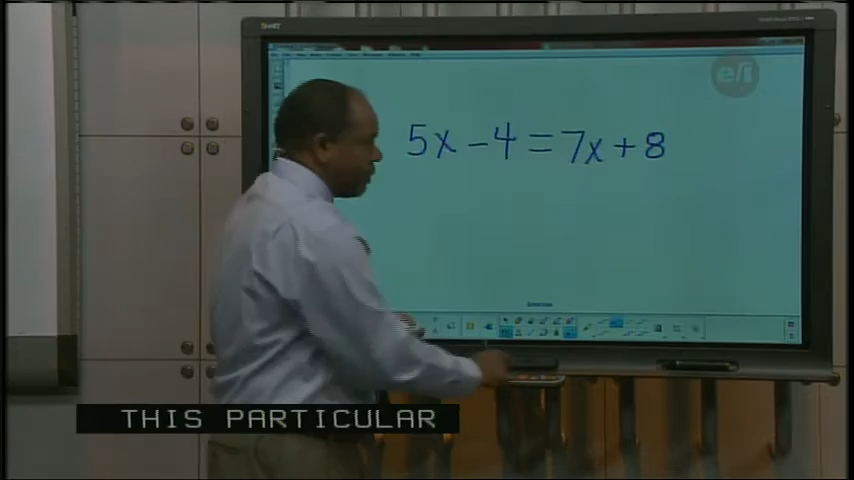 e/i
5x - 4 = 7x + 8
THIS PARTICULAR